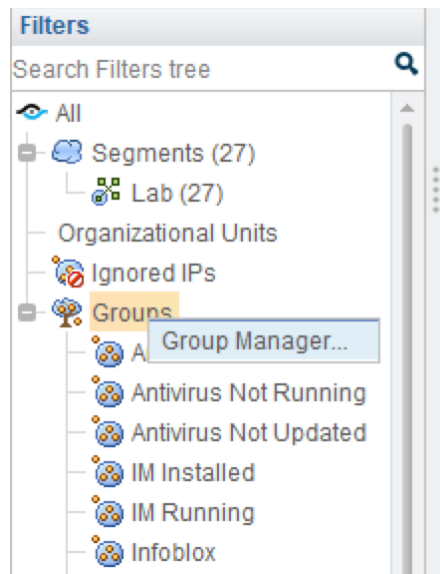 Filters
Search Filters tree
All
Segments (27)
Lab (27)
Organizational Units
Ignored IPs
Groups
Group Manager...
Antivirus Not Running
Antivirus Not Updated
IM Installed
IM Running
Infoblox